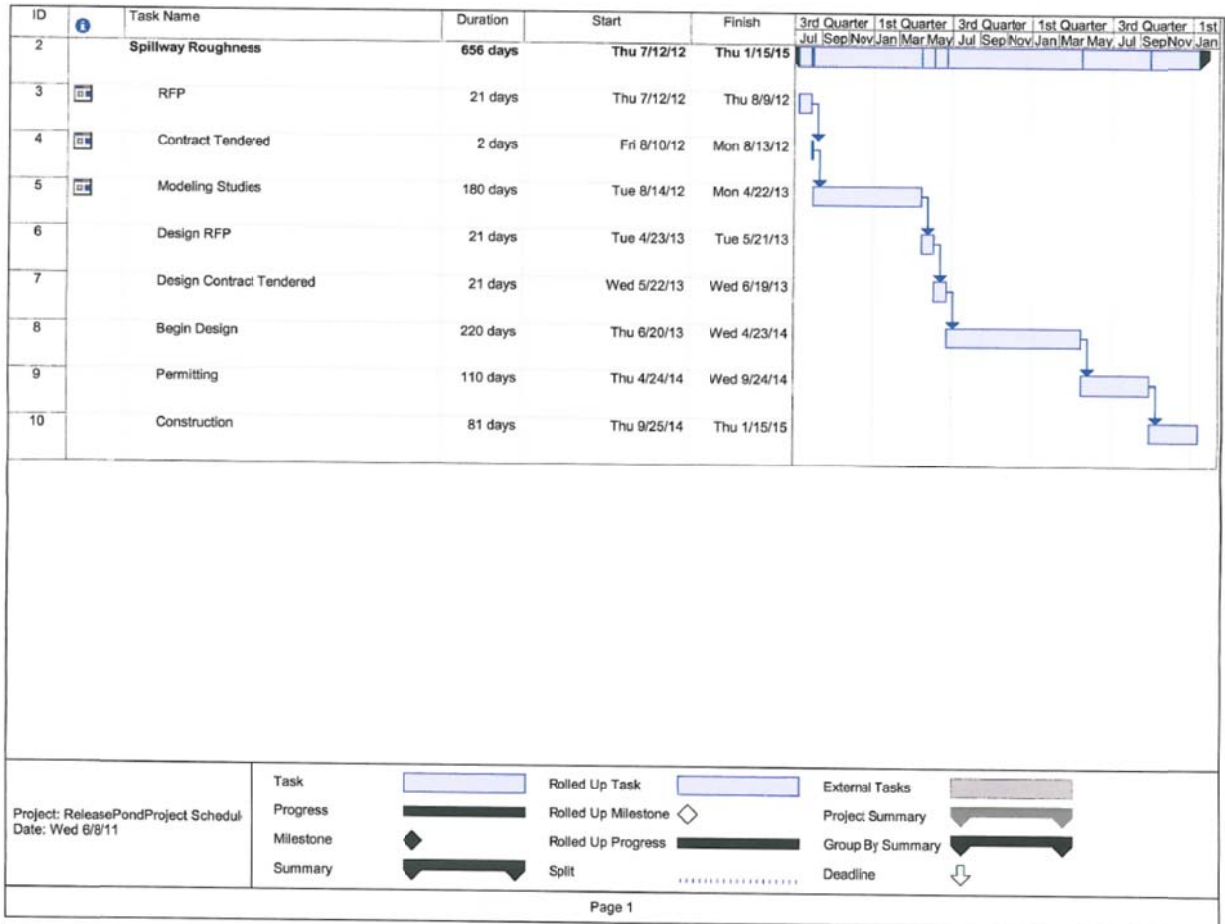 ID Task Name Duration Start Finish 3rd Quarter 1st Quarter 3rd Quarter 1st Quarter 3rd Quarter 1st
Jul Sep Nov Jan Mar May Jul Sep Nov Jan Mar May Jul Sep Nov Jan
2 Spillway Roughness 656 days Thu 7/12/12 Thu 1/15/15
3 RFP 21 days Thu 7/12/12 Thu 8/9/12
4 Contract Tendered 2 days Fri 8/10/12 Mon 8/13/12
5 Modeling Studies 180 days Tue 8/14/12 Mon 4/22/13
6 Design RFP 21 days Tue 4/23/13 Tue 5/21/13
7 Design Contract Tendered 21 days Wed 5/22/13 Wed 6/19/13
8 Begin Design 220 days Thu 6/20/13 Wed 4/23/14
9 Permitting 110 days Thu 4/24/14 Wed 9/24/14
10 Construction 81 days Thu 9/25/14 Thu 1/15/15
Project: ReleasePondProject Schedul
Date: Wed 6/8/11
Task Rolled Up Task External Tasks
Progress Rolled Up Milestone Project Summary
Milestone Rolled Up Progress Group By Summary
Summary Split Deadline
Page 1